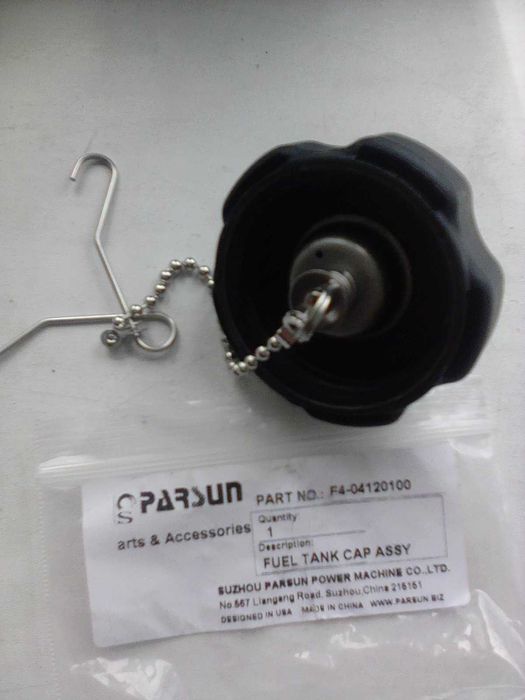 PARSUN
PART NO.: F4-04120100
arts & Accessories
Quantity:
1
Description:
FUEL TANK CAP ASSY
SUZHOU PARSUN POWER MACHINE CO.,LTD.
No.567 Liangang Road, Suzhou,China 215151
DESIGNED IN USA MADE IN CHINA WWW.PARSUN.BIZ